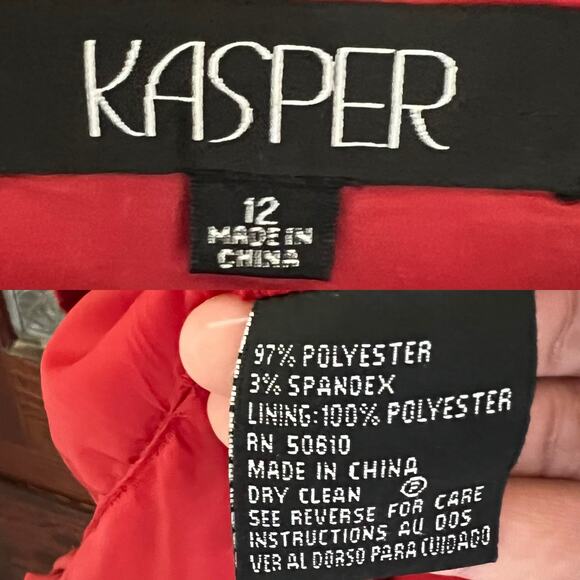 KASPER
12
MADE IN
CHINA
97% POLYESTER
3% SPANDEX
LINING:100% POLYESTER
RN 50610
MADE IN CHINA
DRY CLEAN Ⓟ
SEE REVERSE FOR CARE
INSTRUCTIONS AU DOS
VER AL DORSO PARA CUIDADO